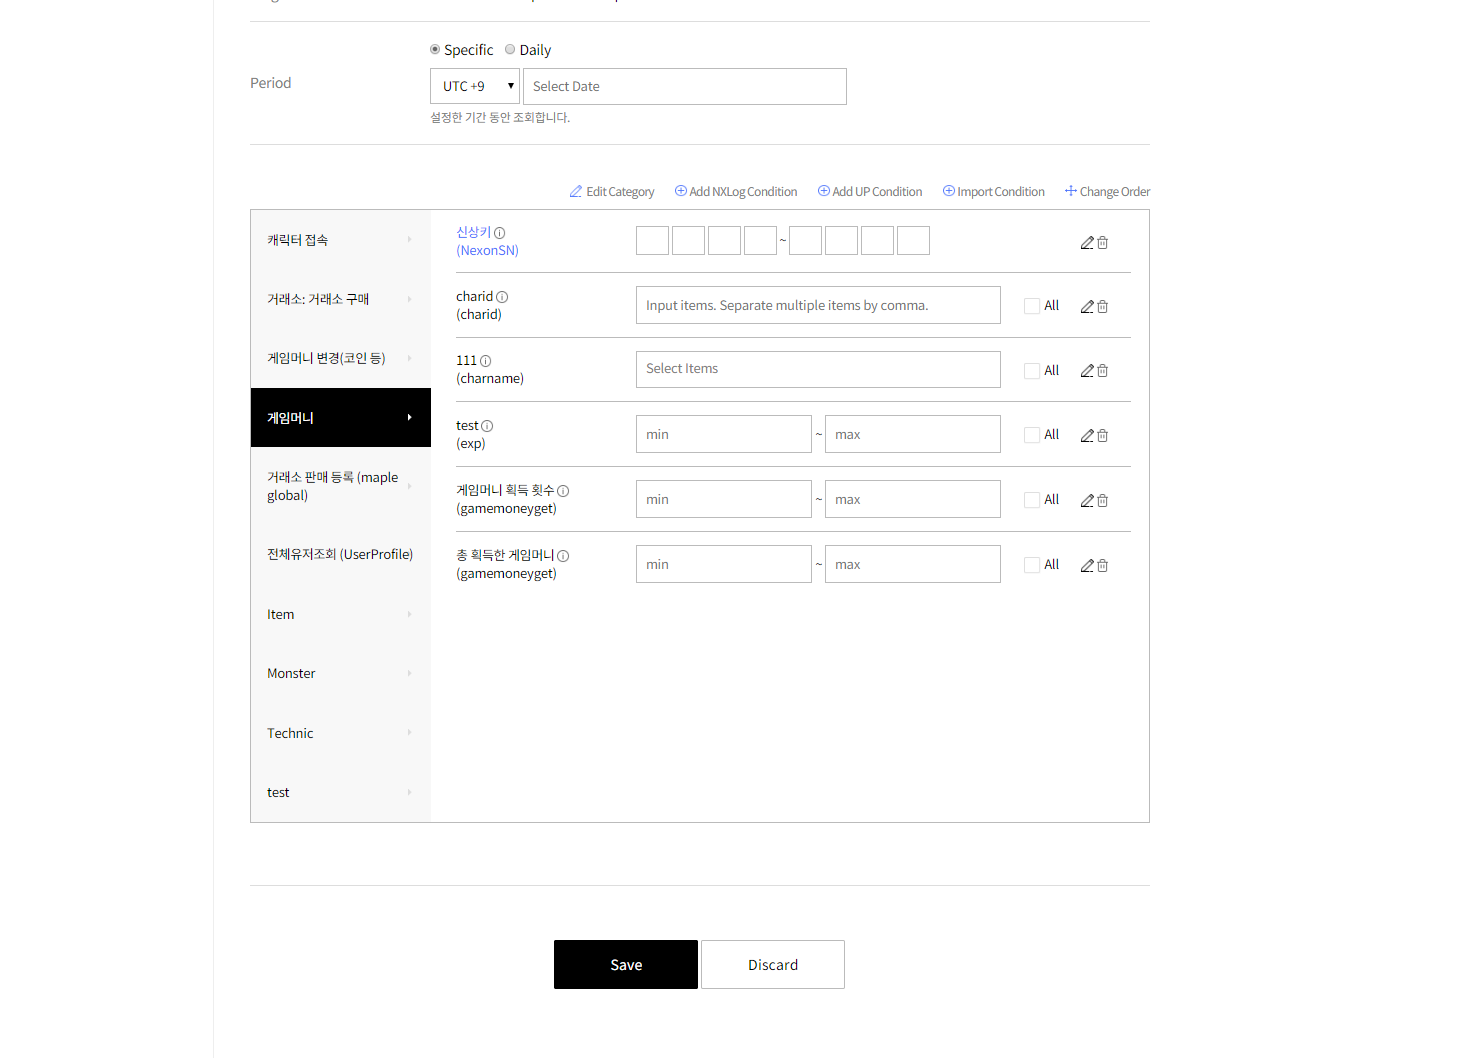 Specific Daily
Period
UTC +9 Select Date
설정한 기간 동안 조회합니다.
Edit Category Add NXLog Condition Add UP Condition Import Condition Change Order
캐릭터 접속
거래소: 거래소 구매
게임머니 변경(코인 등)
게임머니
거래소 판매 등록 (maple
global)
전체유저조회 (UserProfile)
Item
Monster
Technic
test
신상키
(NexonSN)
~
charid
(charid)
Input items. Separate multiple items by comma.
All
111
(charname)
Select Items
All
test
(exp)
min ~ max
All
게임머니 획득 횟수
(gamemoneyget)
min ~ max
All
총 획득한 게임머니
(gamemoneyget)
min ~ max
All
Save Discard